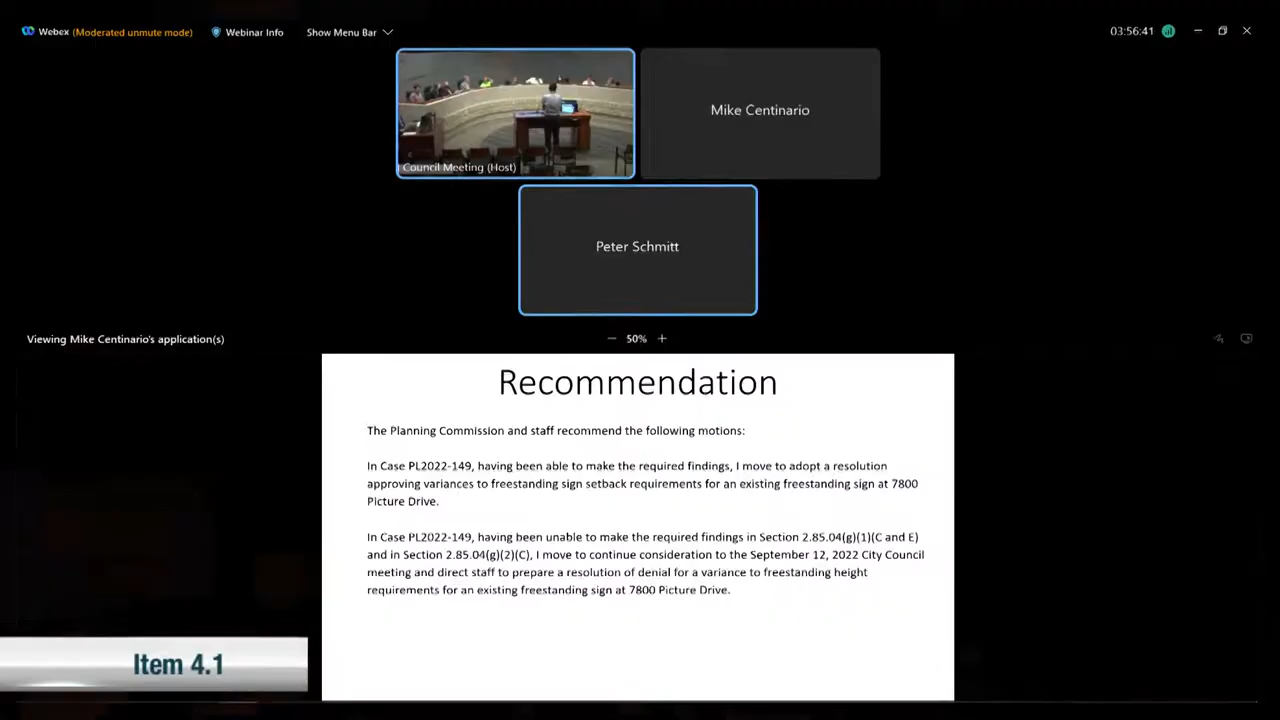 Webex (Moderated unmute mode) Webinar Info Show Menu Bar 03:56:41
Council Meeting (Host)
Mike Centinario
Peter Schmitt
Viewing Mike Centinario's application(s) — 50% +
Recommendation
The Planning Commission and staff recommend the following motions:
In Case PL2022-149, having been able to make the required findings, I move to adopt a resolution
approving variances to freestanding sign setback requirements for an existing freestanding sign at 7800
Picture Drive.
In Case PL2022-149, having been unable to make the required findings in Section 2.85.04(g)(1)(C and E)
and in Section 2.85.04(g)(2)(C), I move to continue consideration to the September 12, 2022 City Council
meeting and direct staff to prepare a resolution of denial for a variance to freestanding height
requirements for an existing freestanding sign at 7800 Picture Drive.
Item 4.1